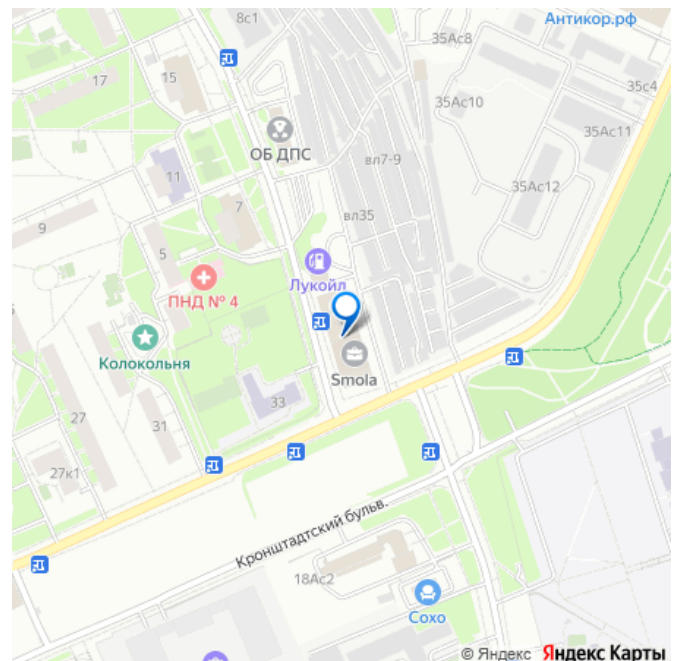 8с1
Антикор.рф
35Ас8
17
15
35с4
35Ас10
ОБ ДПС
35Ас11
вл7-9
11
35Ас12
7
вл35
9
5
Лукойл
ПНД № 4
Колокольня
Smola
33
27
31
27к1
Кронштадтский бульв.
18Ас2
Сохо
© Яндекс Яндекс Карты